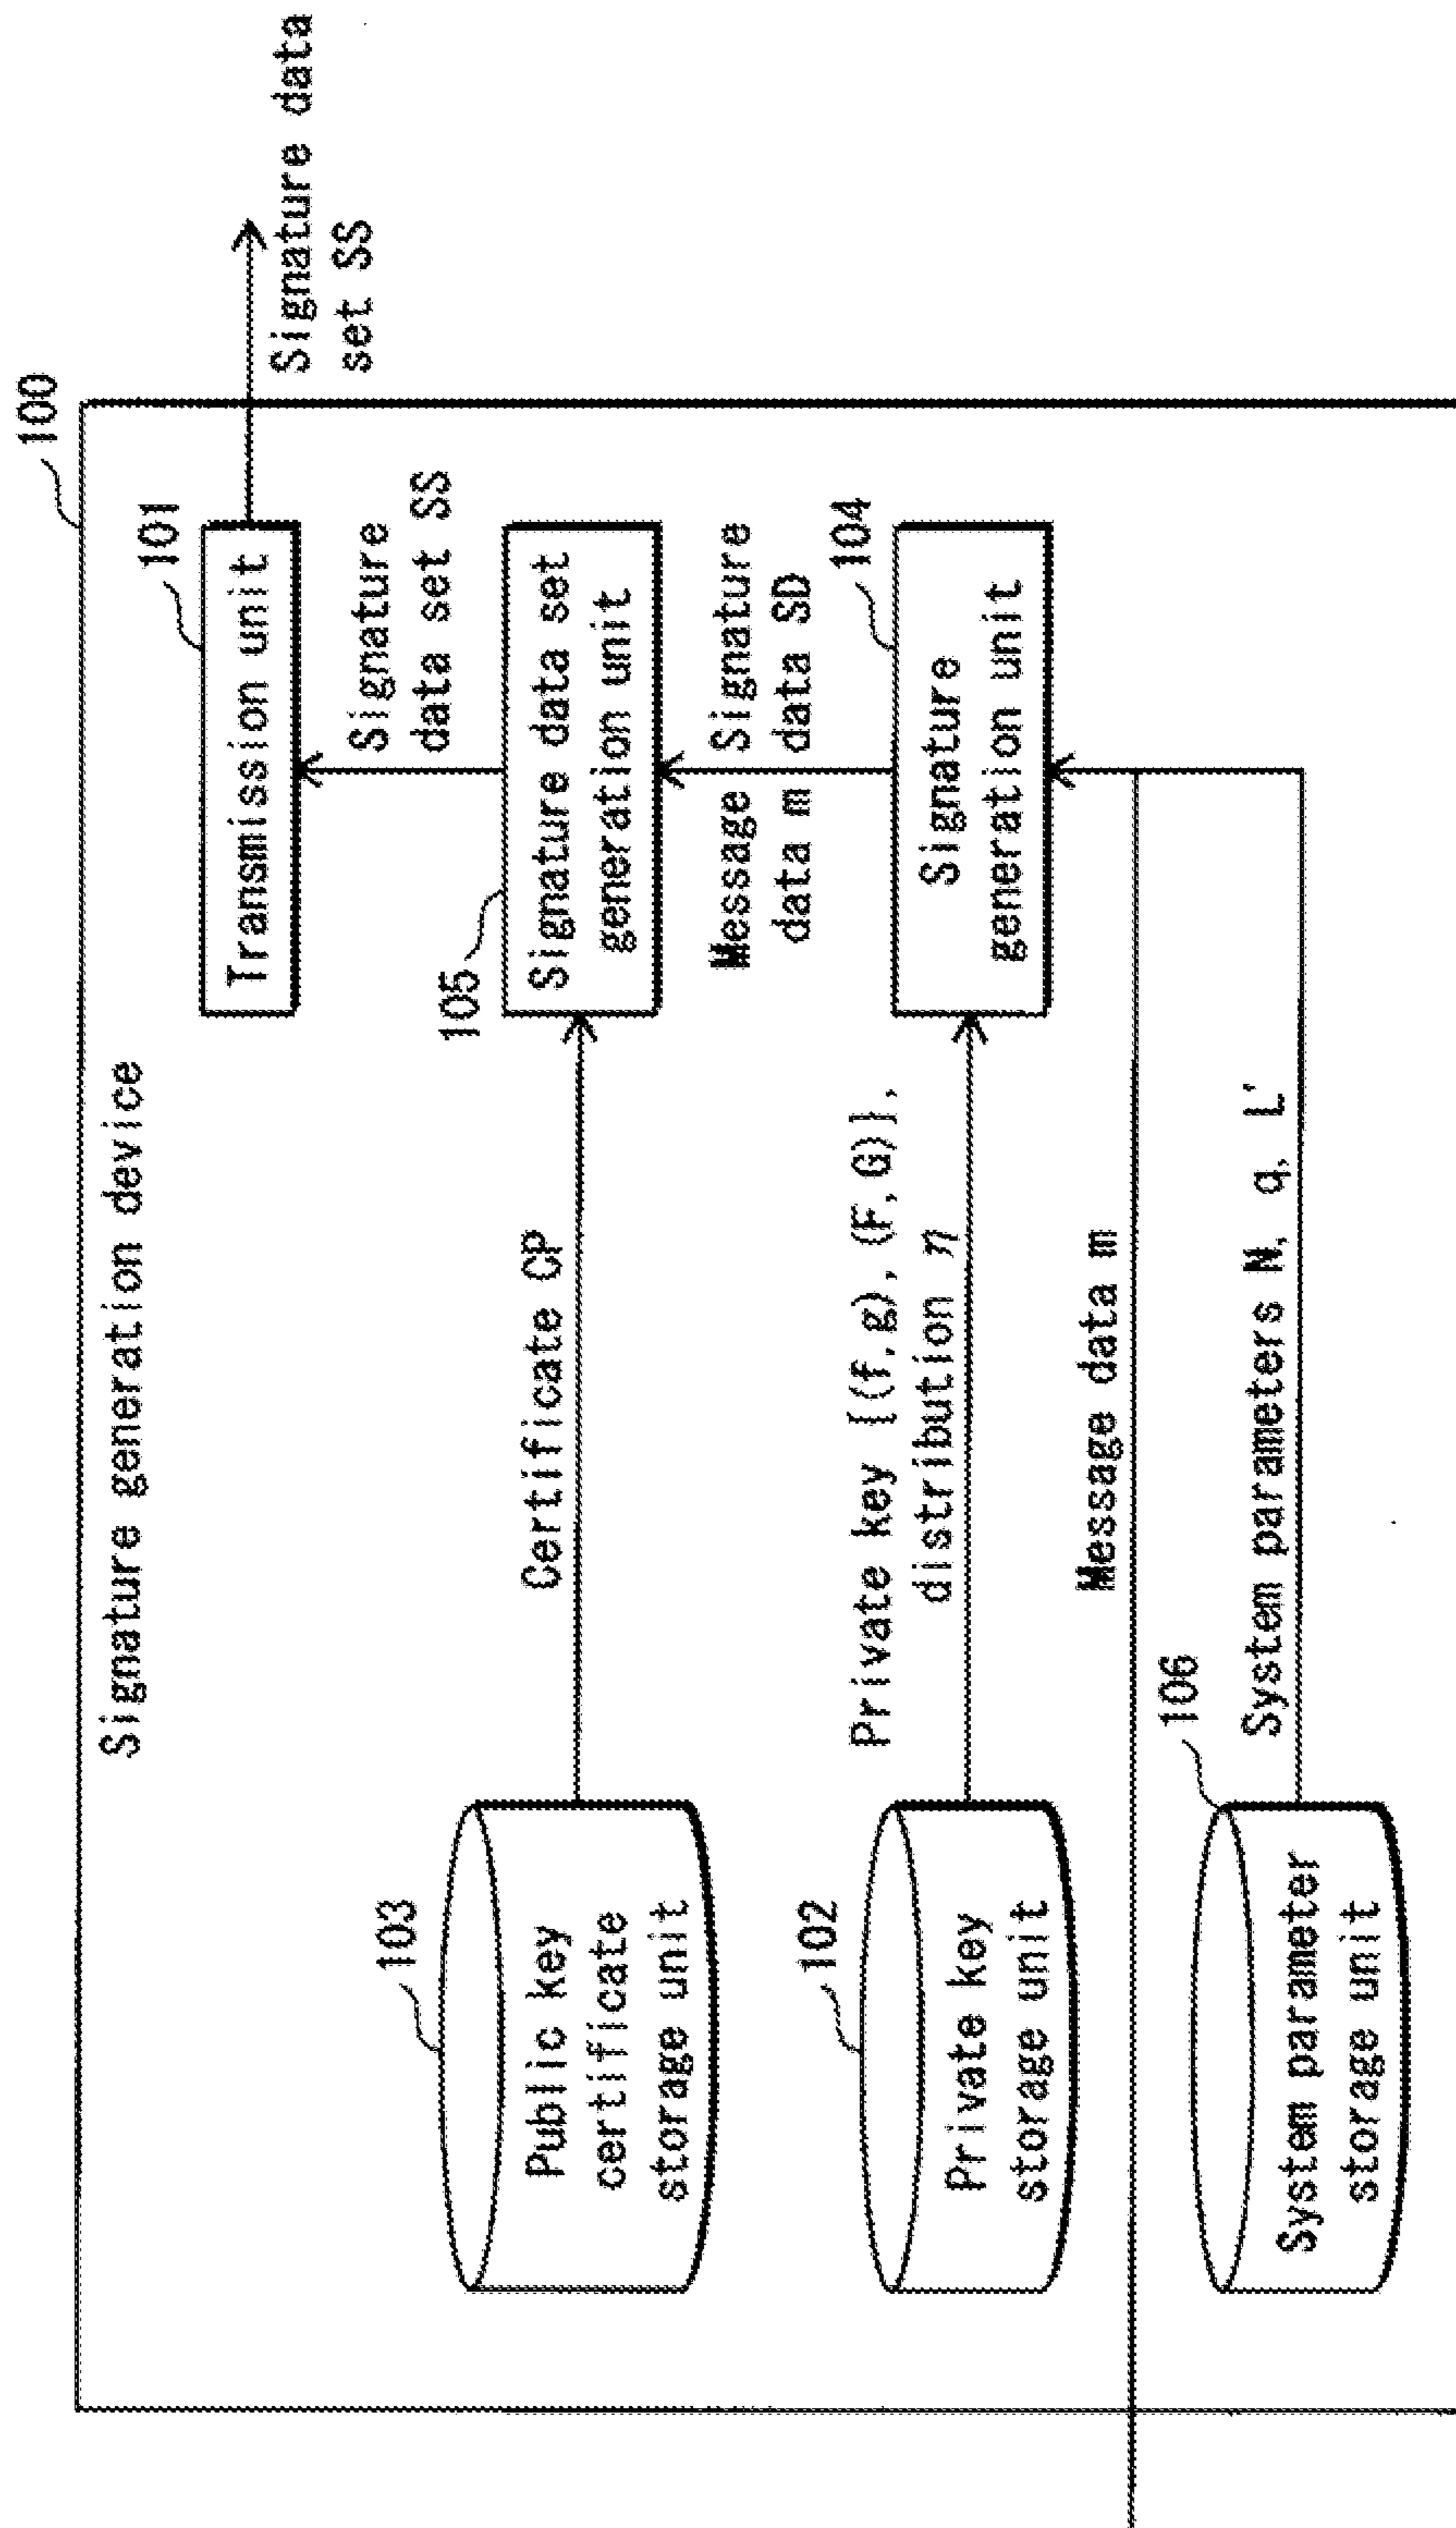 100
Signature generation device
101
Transmission unit
Signature data
set SS
Signature
data set SS
103
Public key
certificate
storage unit
Certificate CP
105
Signature data set
generation unit
Message Signature
data m data SD
102
Private key
storage unit
Private key [(f,g), (F,G)],
distribution η
104
Signature
generation unit
Message data m
106
System parameter
storage unit
System parameters N, q, L'